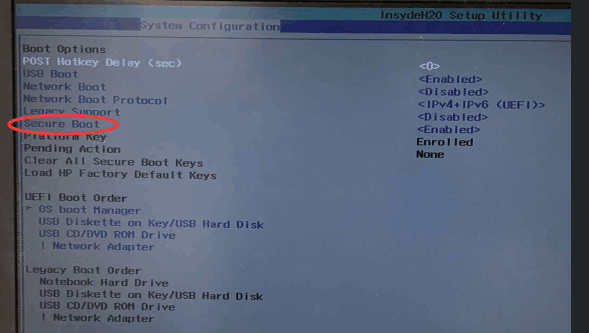 InsydeH2O Setup Utility
System Configuration
Boot Options
POST Hotkey Delay (sec) <0>
USB Boot <Enabled>
Network Boot <Disabled>
Network Boot Protocol <IPv4+IPv6 (UEFI)>
Legacy Support <Disabled>
Secure Boot <Enabled>
Platform Key Enrolled
Pending Action None
Clear All Secure Boot Keys
Load HP Factory Default Keys
UEFI Boot Order
OS boot Manager
USB Diskette on Key/USB Hard Disk
USB CD/DVD ROM Drive
! Network Adapter
Legacy Boot Order
Notebook Hard Drive
USB Diskette on Key/USB Hard Disk
USB CD/DVD ROM Drive
! Network Adapter